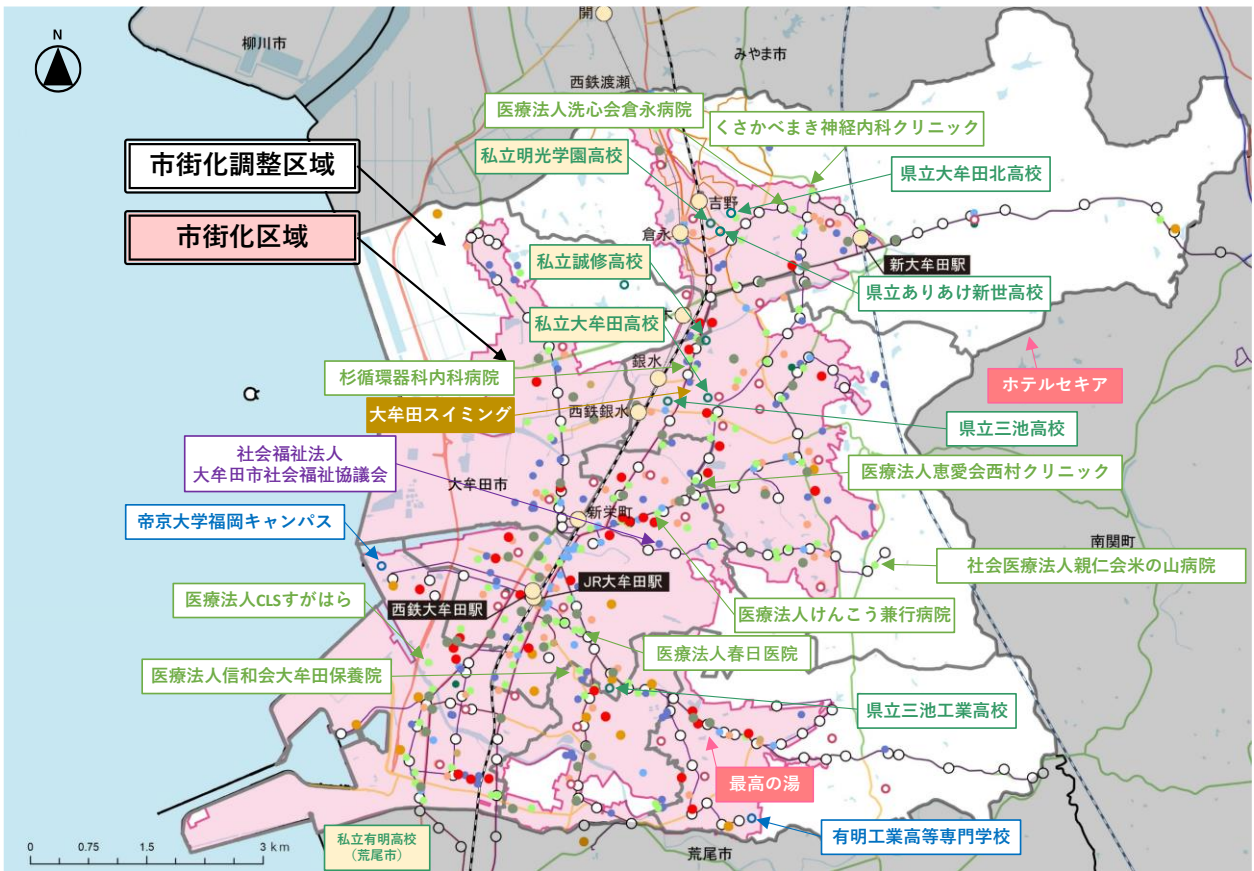 開
柳川市
N
みやま市
西鉄渡瀬
医療法人洗心会倉永病院
くさかべまき神経内科クリニック
市街化調整区域
私立明光学園高校
県立大牟田北高校
吉野
市街化区域
倉永
私立誠修高校
新大牟田駅
県立ありあけ新世高校
私立大牟田高校
銀水
杉循環器科内科病院
ホテルセキア
大牟田スイミング
西鉄銀水
県立三池高校
社会福祉法人
大牟田市社会福祉協議会
医療法人恵愛会西村クリニック
大牟田市
帝京大学福岡キャンパス
新栄町
南関町
社会医療法人親仁会米の山病院
JR大牟田駅
医療法人CLSすがはら
西鉄大牟田駅
医療法人けんこう兼行病院
医療法人春日医院
医療法人信和会大牟田保養院
県立三池工業高校
最高の湯
有明工業高等専門学校
私立有明高校
（荒尾市）
荒尾市
0 0.75 1.5 3 km